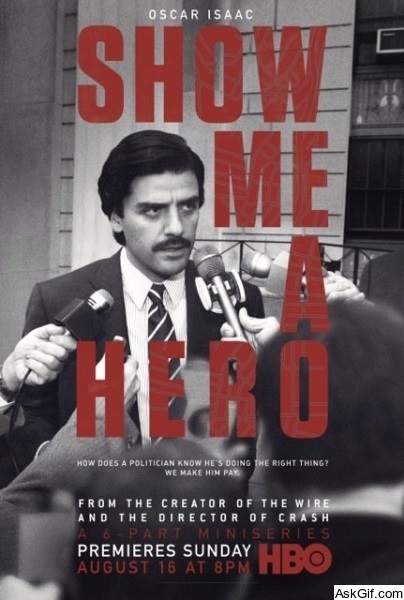 OSCAR ISAAC
SHOW
ME
A
HERO
HOW DOES A POLITICIAN KNOW HE'S DOING THE RIGHT THING?
WE MAKE HIM PAY.
FROM THE CREATOR OF THE WIRE
AND THE DIRECTOR OF CRASH
A 6-PART MINISERIES
PREMIERES SUNDAY
AUGUST 16 AT 8PM HBO
AskGif.com